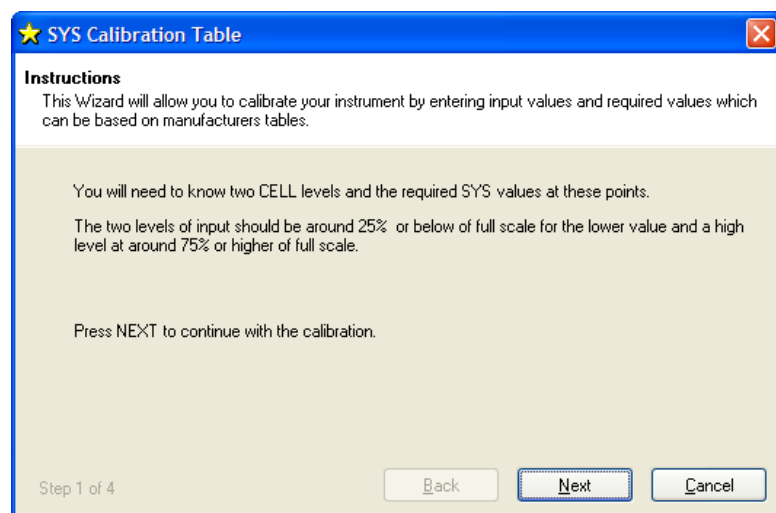 SYS Calibration Table
Instructions
This Wizard will allow you to calibrate your instrument by entering input values and required values which
can be based on manufacturers tables.
You will need to know two CELL levels and the required SYS values at these points.
The two levels of input should be around 25%  or below of full scale for the lower value and a high
level at around 75% or higher of full scale.
Press NEXT to continue with the calibration.
Step 1 of 4
Back
Next
Cancel